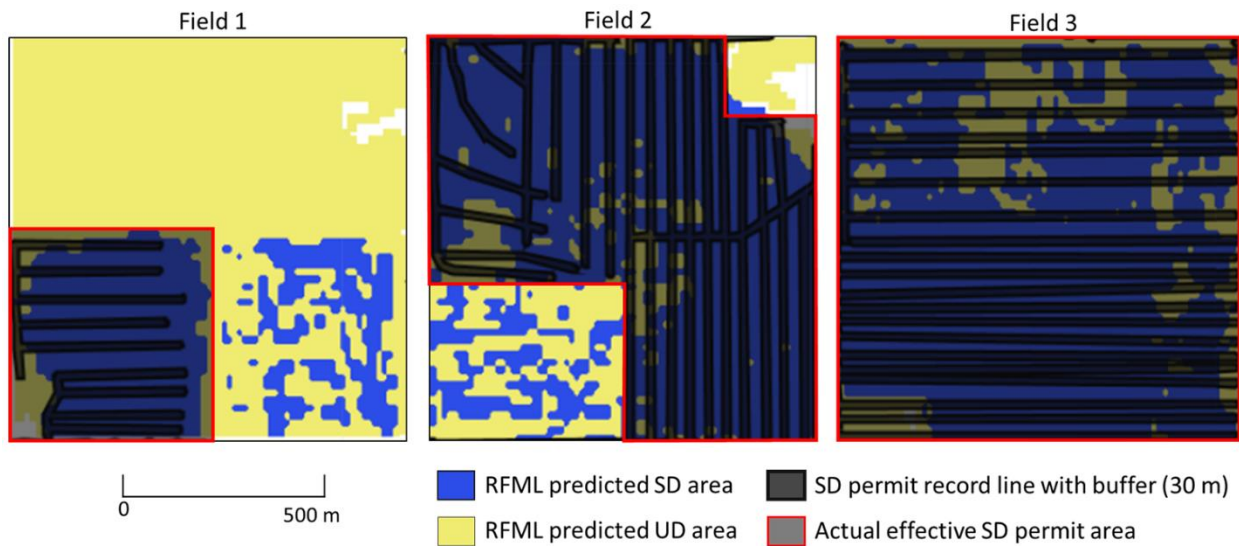 Field 1
Field 2
Field 3
0
500 m
RFML predicted SD area
SD permit record line with buffer (30 m)
RFML predicted UD area
Actual effective SD permit area